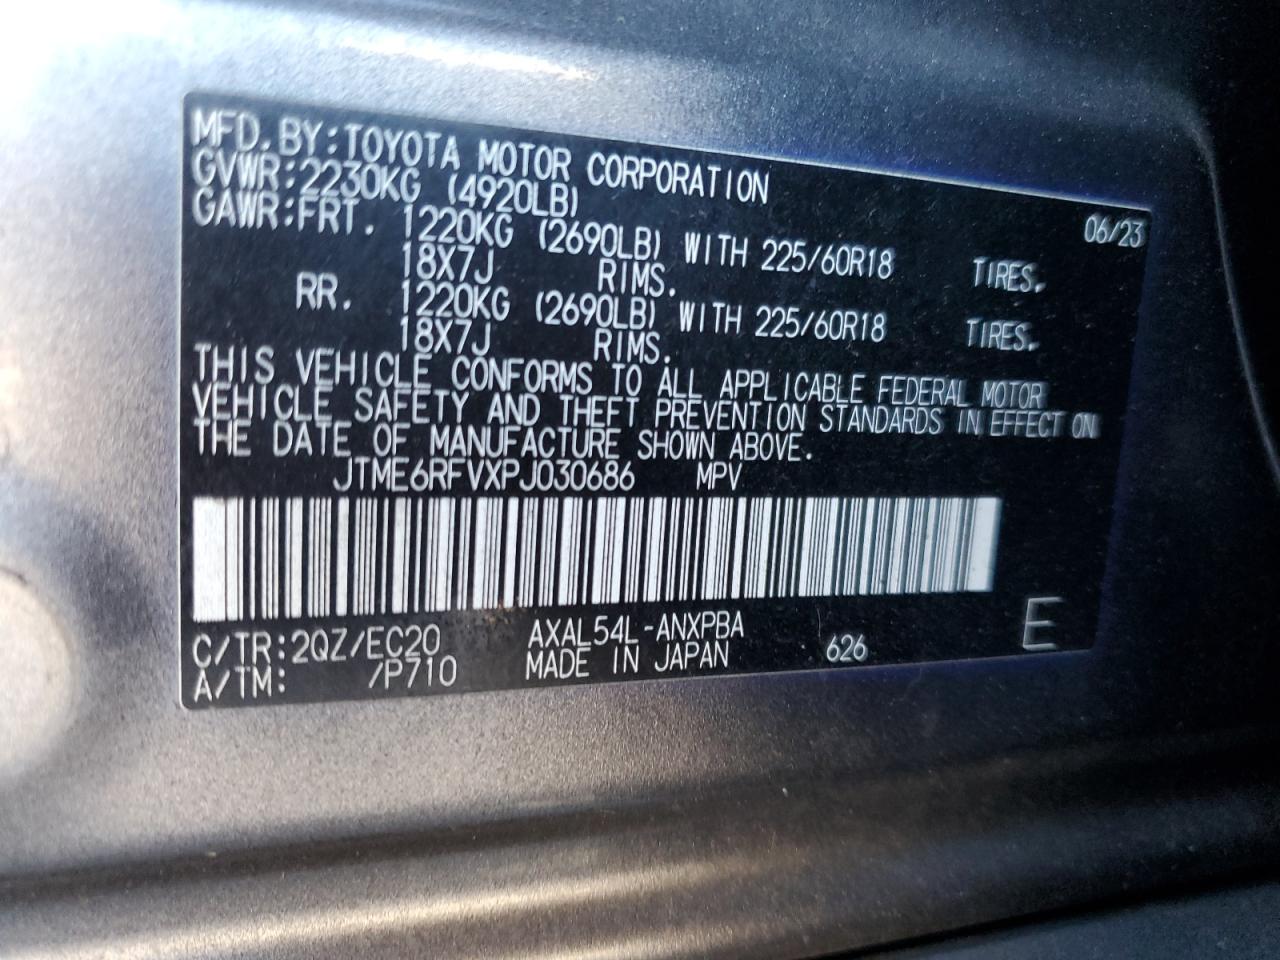 MFD.BY:TOYOTA MOTOR CORPORATION 06/23
GVWR:2230KG (4920LB)
GAWR:FRT. 1220KG (2690LB) WITH 225/60R18 TIRES.
18X7J RIMS.
RR. 1220KG (2690LB) WITH 225/60R18 TIRES.
18X7J RIMS.
THIS VEHICLE CONFORMS TO ALL APPLICABLE FEDERAL MOTOR
VEHICLE SAFETY AND THEFT PREVENTION STANDARDS IN EFFECT ON
THE DATE OF MANUFACTURE SHOWN ABOVE.
JTME6RFVXPJ030686 MPV
C/TR:2QZ/EC20 AXAL54L-ANXPBA 626 E
A/TM: /P710 MADE IN JAPAN